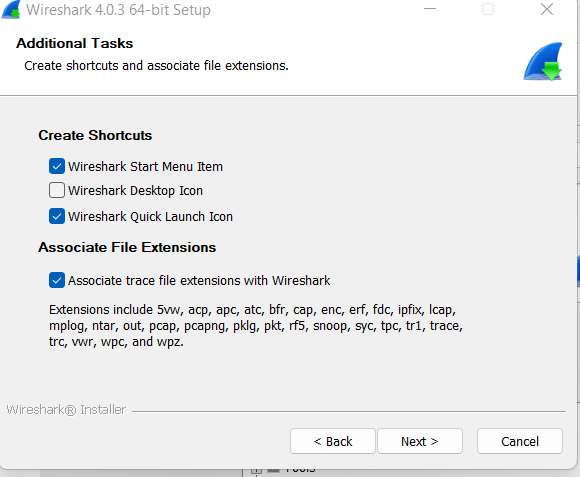 Wireshark 4.0.3 64-bit Setup
Additional Tasks
Create shortcuts and associate file extensions.
Create Shortcuts
Wireshark Start Menu Item
Wireshark Desktop Icon
Wireshark Quick Launch Icon
Associate File Extensions
Associate trace file extensions with Wireshark
Extensions include 5vw, acp, apc, atc, bfr, cap, enc, erf, fdc, ipfix, lcap,
mplog, ntar, out, pcap, pcapng, pklg, pkt, rf5, snoop, syc, tpc, tr1, trace,
trc, vwr, wpc, and wpz.
Wireshark® Installer
< Back
Next >
Cancel
Tools